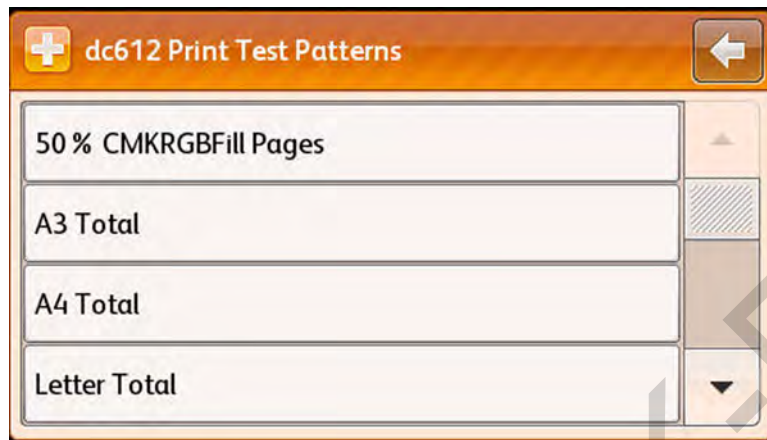 dc612 Print Test Patterns
50 % CMKRGBFill Pages
A3 Total
A4 Total
Letter Total